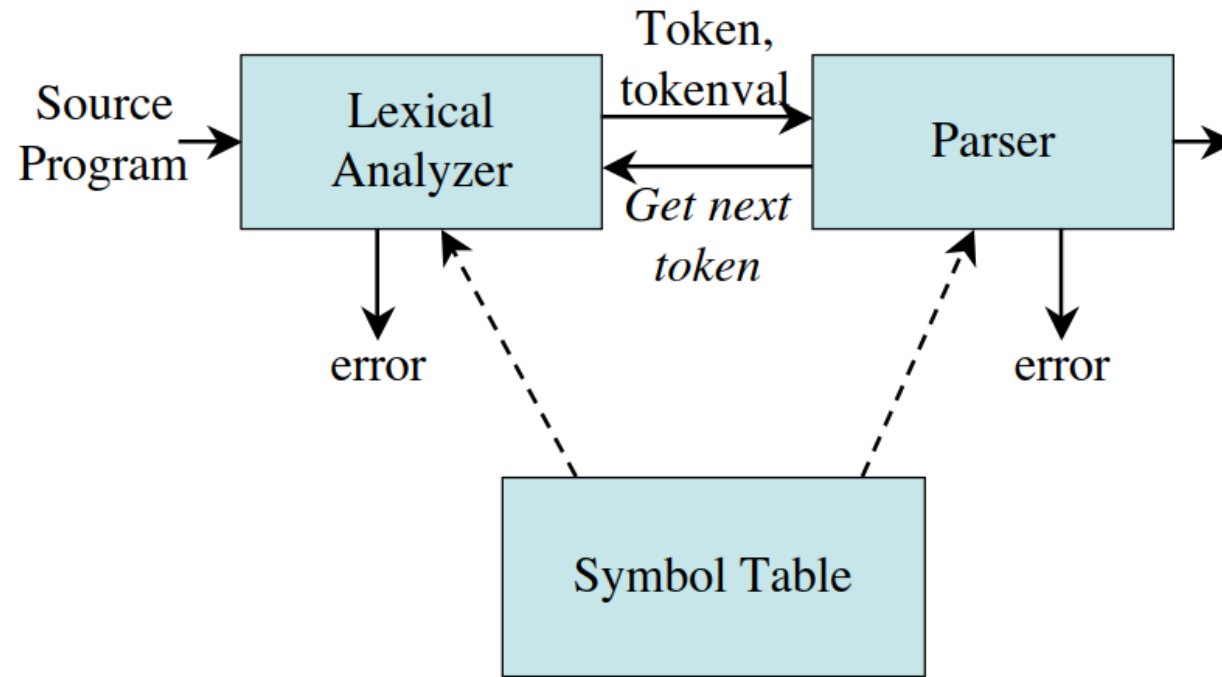 Source
Program
Lexical
Analyzer
Token,
tokenval
Get next
token
Parser
error
error
Symbol Table